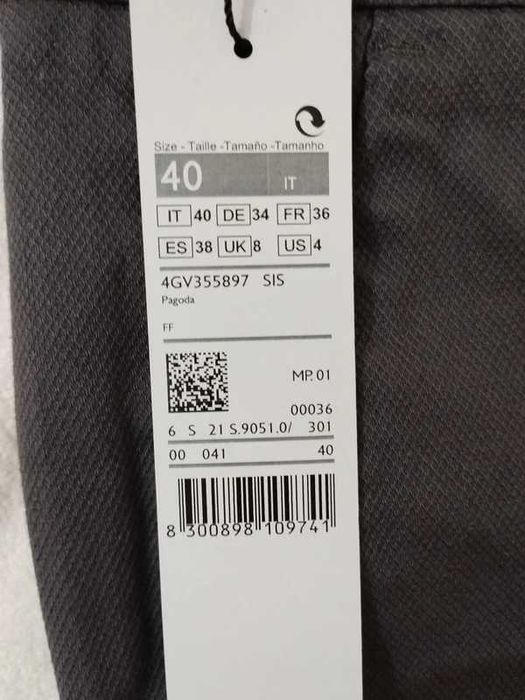 Size - Taille -Tamaño -Tamanho
40 IT
IT 40 DE 34 FR 36
ES 38 UK 8 US 4
4GV355897 SIS
Pagoda
FF
MP. 01
00036
6 S 21 S.9051.0/ 301
00 041 40
8 300898 109741